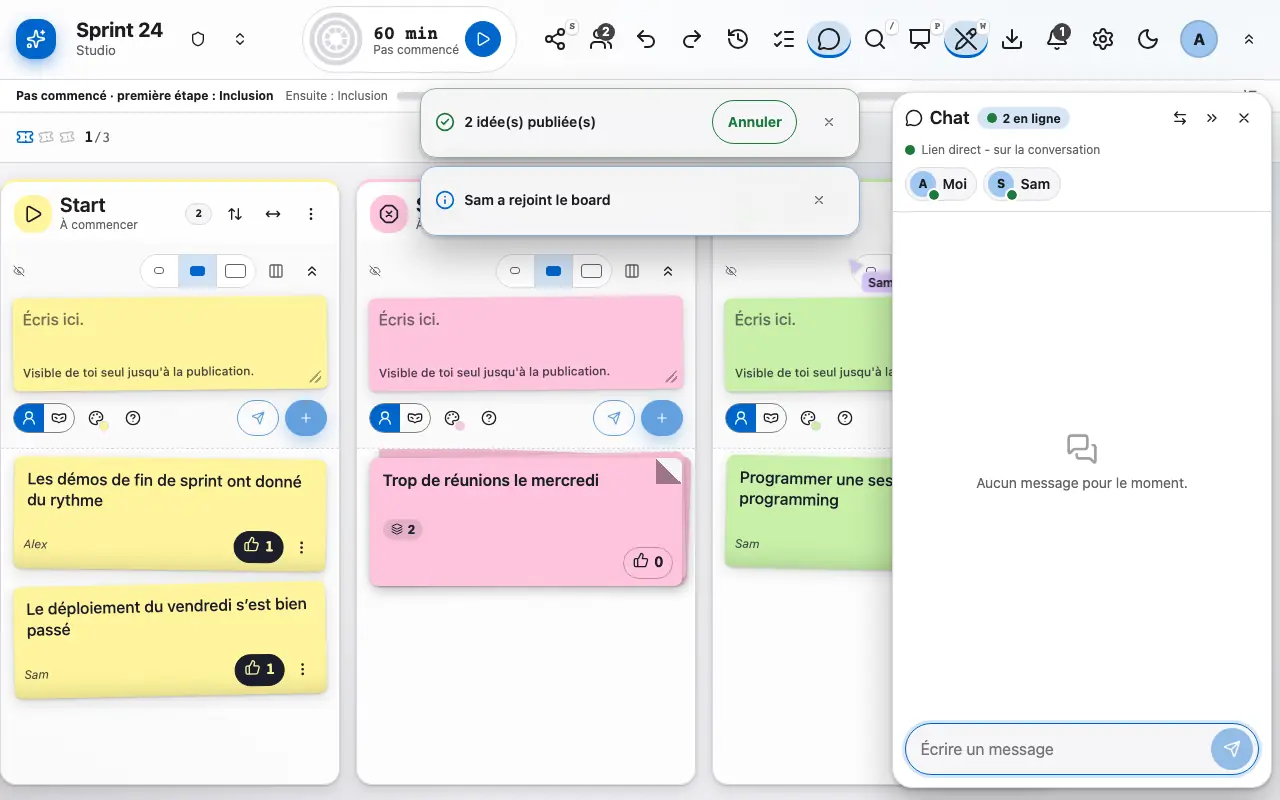 Sprint 24
Studio
60 min
Pas commencé
S
2
/
P
W
1
A
Pas commencé · première étape : Inclusion
Ensuite : Inclusion
2 idée(s) publiée(s)
Annuler
Sam a rejoint le board
1/3
Chat
2 en ligne
Lien direct - sur la conversation
A Moi
S Sam
Start
À commencer
2
Sam
Écris ici.
Visible de toi seul jusqu'à la publication.
Écris ici.
Visible de toi seul jusqu'à la publication.
Écris ici.
Visible de toi seul jusqu'à la
Les démos de fin de sprint ont donné
du rythme
Alex
1
Le déploiement du vendredi s’est bien
passé
Sam
1
Trop de réunions le mercredi
2
0
Programmer une ses
programming
Sam
Aucun message pour le moment.
Écrire un message